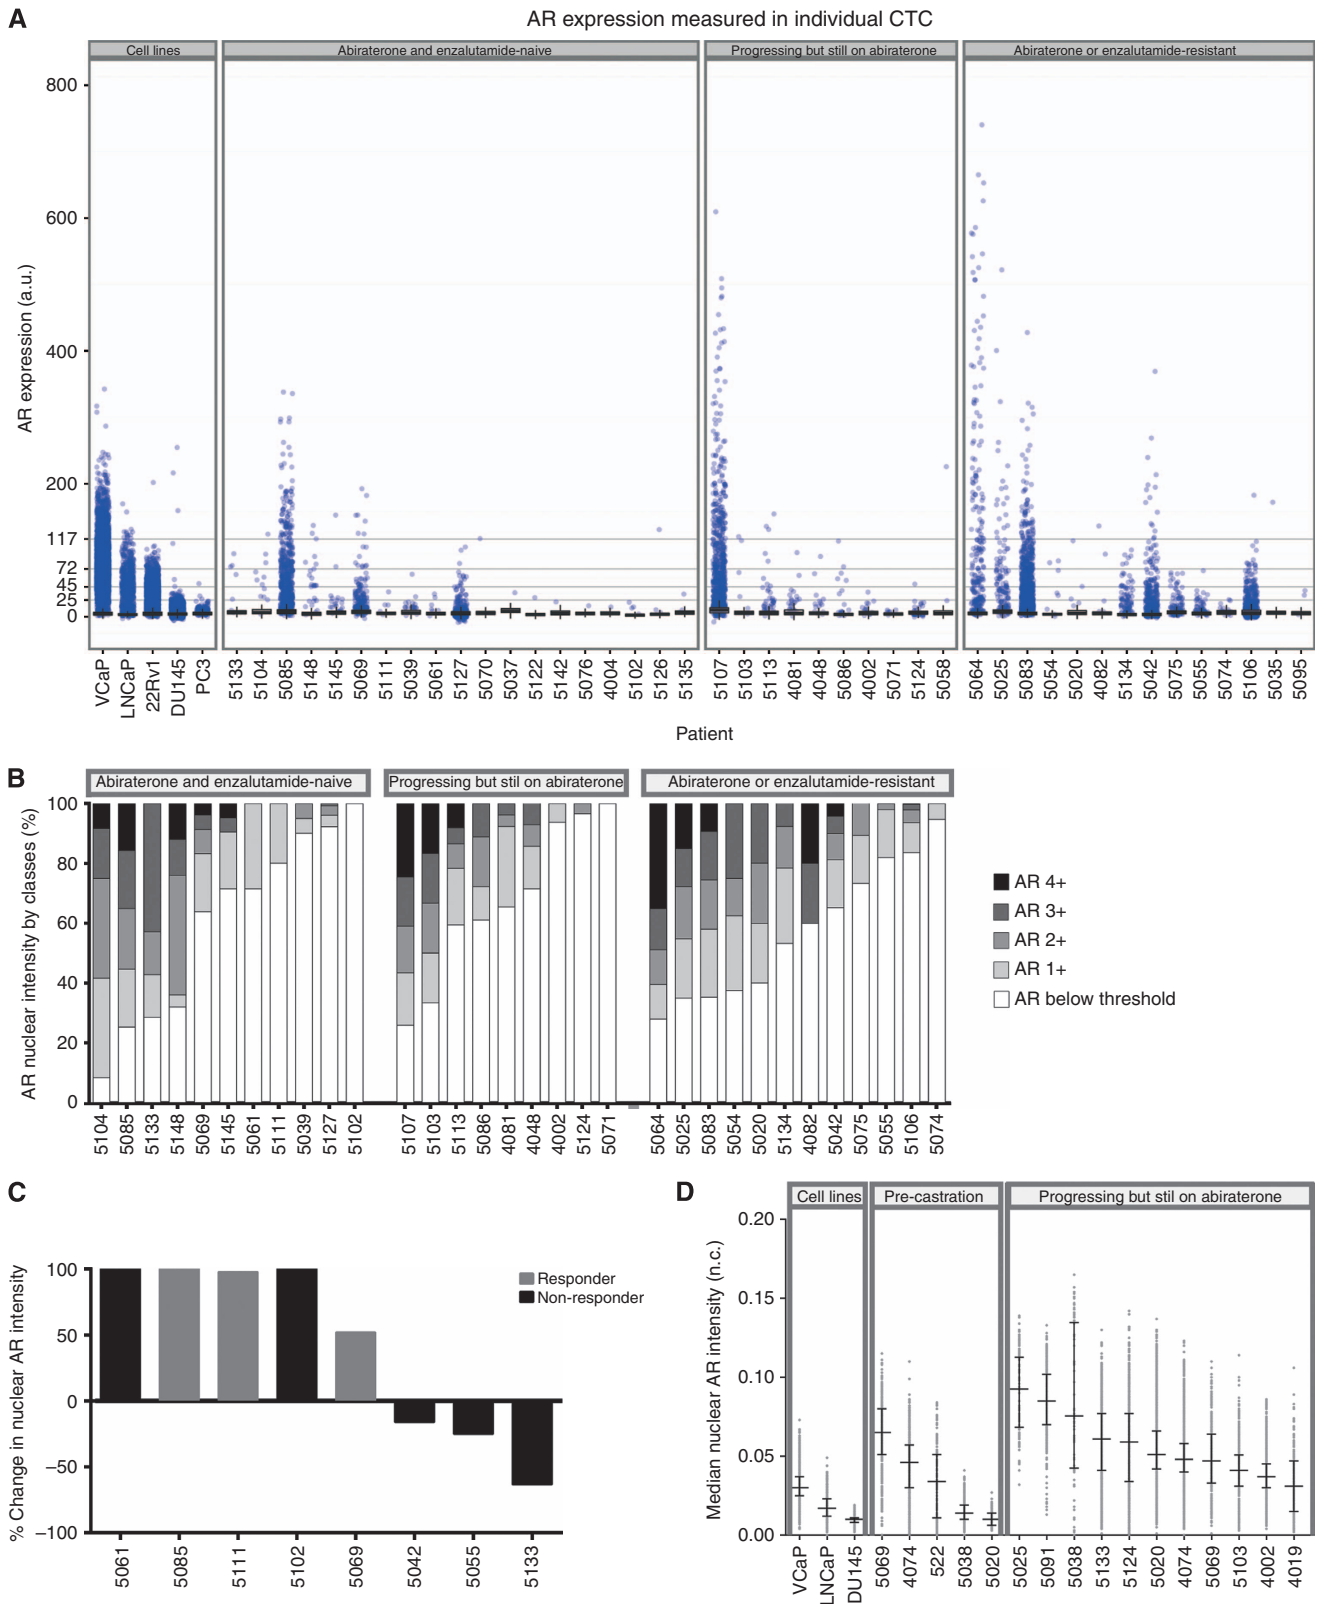 A
AR expression measured in individual CTC
Cell lines
Abiraterone and enzalutamide-naive
Progressing but still on abiraterone
Abiraterone or enzalutamide-resistant
AR expression (a.u.)
800
600
400
200
117
72
45
25
0
VCaP LNCaP 22Rv1 DU145 PC3
5133 5104 5085 5148 5145 5069 5111 5039 5061 5127 5070 5037 5122 5142 5076 4004 5102 5126 5135
5107 5103 5113 4081 4048 5086 4002 5071 5124 5058
5064 5025 5083 5054 5020 4082 5134 5042 5075 5055 5074 5106 5035 5095
Patient
B
Abiraterone and enzalutamide-naive
Progressing but stil on abiraterone
Abiraterone or enzalutamide-resistant
AR nuclear intensity by classes (%)
100
80
60
40
20
0
5104 5085 5133 5148 5069 5145 5061 5111 5039 5127 5102
5107 5103 5113 5086 4081 4048 4002 5124 5071
5064 5025 5083 5054 5020 5134 4082 5042 5075 5055 5106 5074
AR 4+
AR 3+
AR 2+
AR 1+
AR below threshold
C
% Change in nuclear AR intensity
100
50
0
−50
−100
Responder
Non-responder
5061 5085 5111 5102 5069 5042 5055 5133
D
Cell lines
Pre-castration
Progressing but stil on abiraterone
Median nuclear AR intensity (n.c.)
0.20
0.15
0.10
0.05
0.00
VCaP LNCaP DU145
5069 4074 522 5038 5020
5025 5091 5038 5133 5124 5020 4074 5069 5103 4002 4019